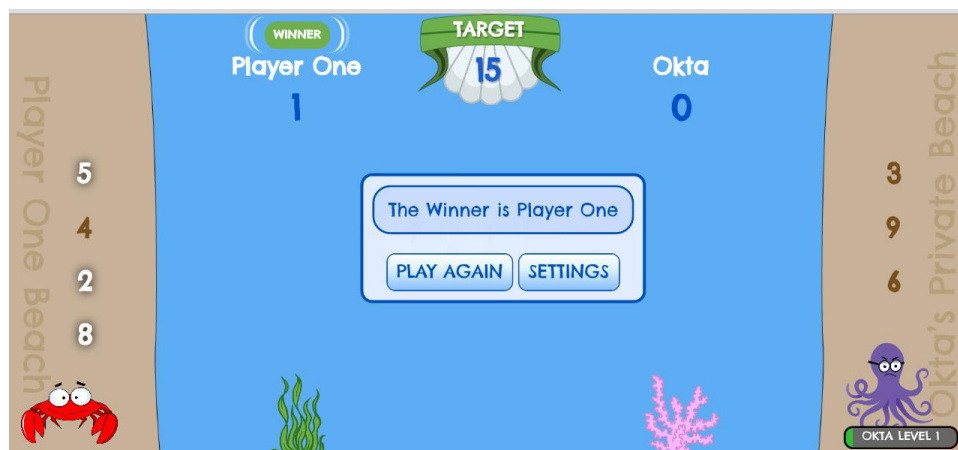 WINNER
Player One
1
TARGET
15
Okta
0
Player One Beach
5
4
2
8
The Winner is Player One
PLAY AGAIN
SETTINGS
3
9
6
Okta's Private Beach
OKTA LEVEL 1